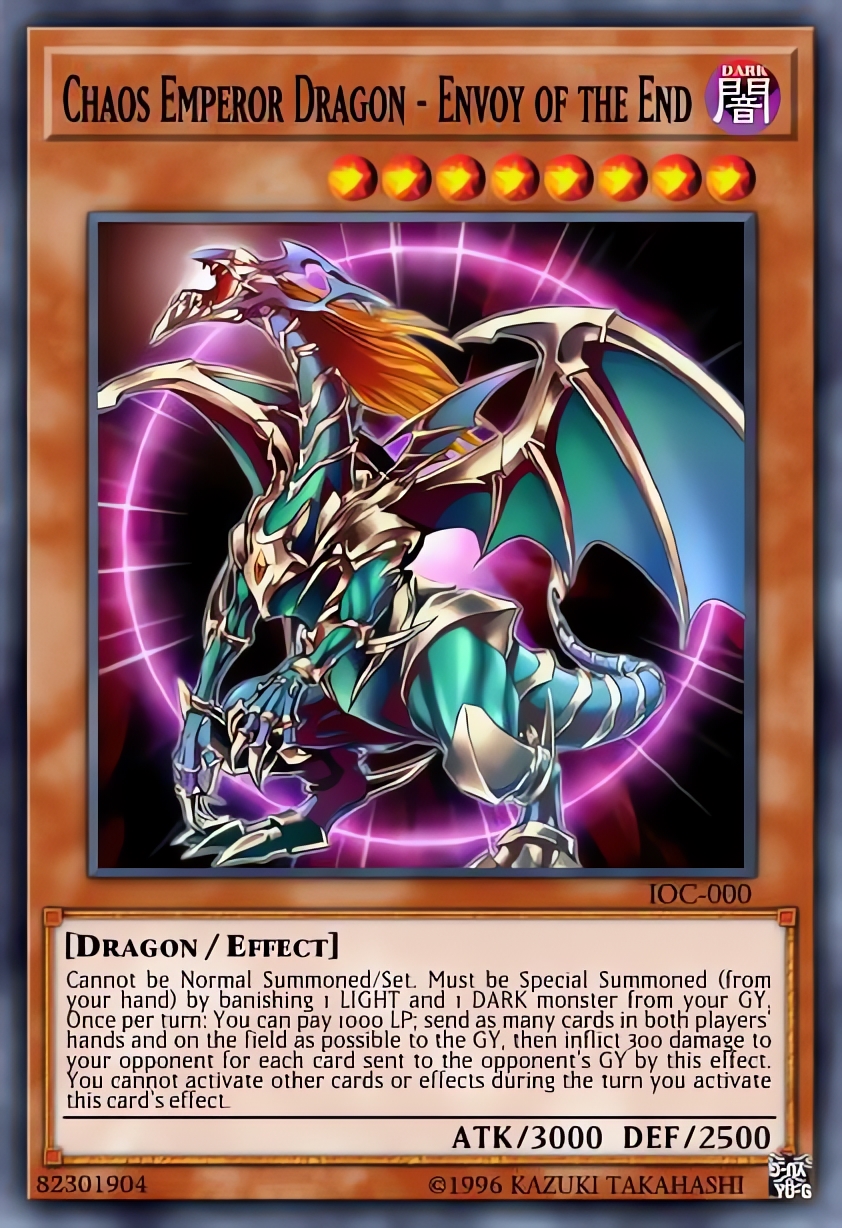 Chaos Emperor Dragon - Envoy of the End
DARK
闇
IOC-000
[Dragon / Effect]
Cannot be Normal Summoned/Set. Must be Special Summoned (from
your hand) by banishing 1 LIGHT and 1 DARK monster from your GY.
Once per turn: You can pay 1000 LP; send as many cards in both players'
hands and on the field as possible to the GY, then inflict 300 damage to
your opponent for each card sent to the opponent's GY by this effect.
You cannot activate other cards or effects during the turn you activate
this card's effect.
ATK/3000 DEF/2500
82301904
©1996 KAZUKI TAKAHASHI